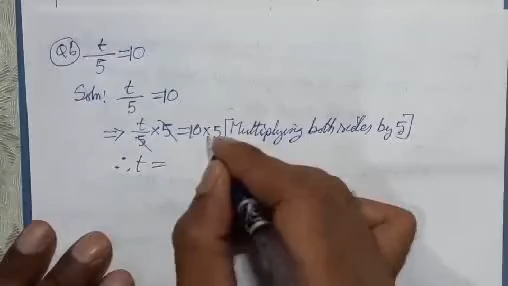 Q6 t/5 = 10
Soln: t/5 = 10
⇒ t/5 × 5 = 10 × 5 [Multiplying both sides by 5]
∴ t =